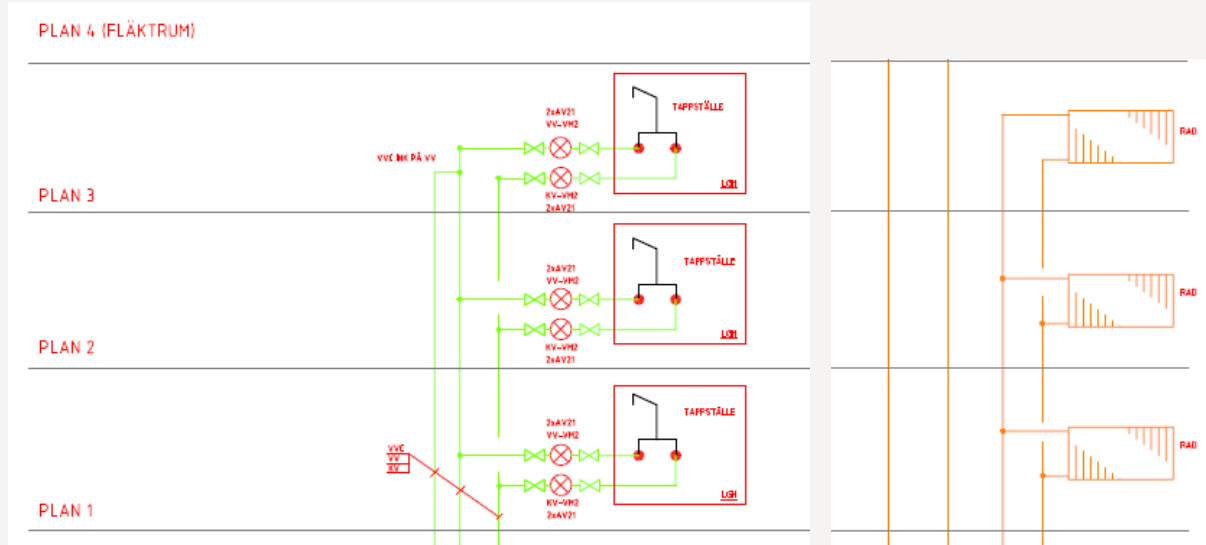 PLAN 4 (FLÄKTRUM)
2xAV21
VV-VM2
TAPPSTÄLLE
RAD
VVC INK PÅ VV
LGH
KV-VM2
2xAV21
PLAN 3
2xAV21
VV-VM2
TAPPSTÄLLE
RAD
KV-VM2
2xAV21
LGH
PLAN 2
2xAV21
VV-VM2
TAPPSTÄLLE
RAD
VVC
VV
KV
KV-VM2
2xAV21
LGH
PLAN 1